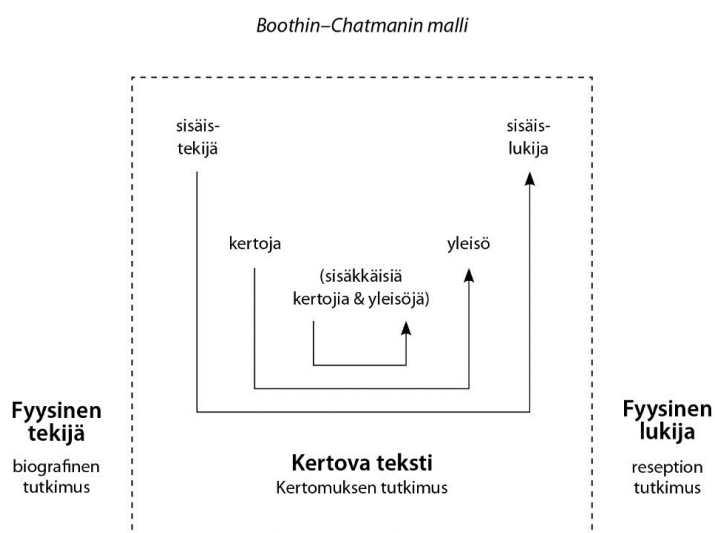 Boothin–Chatmanin malli
sisäis-
tekijä
sisäis-
lukija
kertoja
yleisö
(sisäkkäisiä
kertojia & yleisöjä)
Fyysinen
tekijä
biografinen
tutkimus
Kertova teksti
Kertomuksen tutkimus
Fyysinen
lukija
reseption
tutkimus